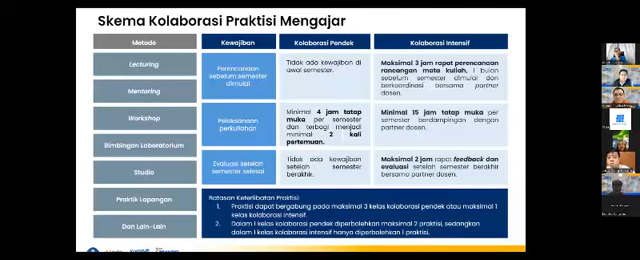 Skema Kolaborasi Praktisi Mengajar
Metode
Kewajiban
Kolaborasi Pendek
Kolaborasi Intensif
Lecturing
Mentoring
Workshop
Bimbingan Laboratorium
Studio
Praktik Lapangan
Dan Lain-Lain
Perencanaan
sebelum semester
dimulai
Tidak ada kewajiban di
awal semester.
Maksimal 3 jam rapat perencanaan
rancangan mata kuliah, 1 bulan
sebelum semester dimulai dan
berkoordinasi bersama partner
dosen.
Pelaksanaan
perkuliahan
Minimal 4 jam tatap
muka per semester
dan terbagi menjadi
minimal 2 kali
pertemuan.
Minimal 15 jam tatap muka per
semester berdampingan dengan
partner dosen.
Evaluasi setelah
semester selesai
Tidak ada kewajiban
setelah semester
berakhir.
Maksimal 2 jam rapat feedback dan
evaluasi setelah semester berakhir
bersama partner dosen.
Batasan Keterlibatan Praktisi:
1. Praktisi dapat bergabung pada maksimal 3 kelas kolaborasi pendek atau maksimal 1
kelas kolaborasi intensif.
2. Dalam 1 kelas kolaborasi pendek diperbolehkan maksimal 2 praktisi, sedangkan
dalam 1 kelas kolaborasi intensif hanya diperbolehkan 1 praktisi.